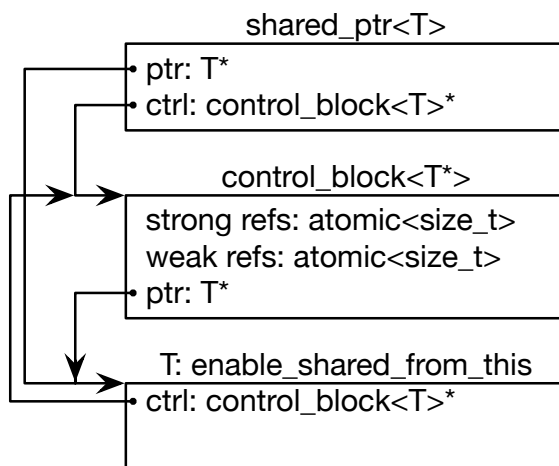 shared_ptr<T>
ptr: T*
ctrl: control_block<T>*
control_block<T*>
strong refs: atomic<size_t>
weak refs: atomic<size_t>
ptr: T*
T: enable_shared_from_this
ctrl: control_block<T>*